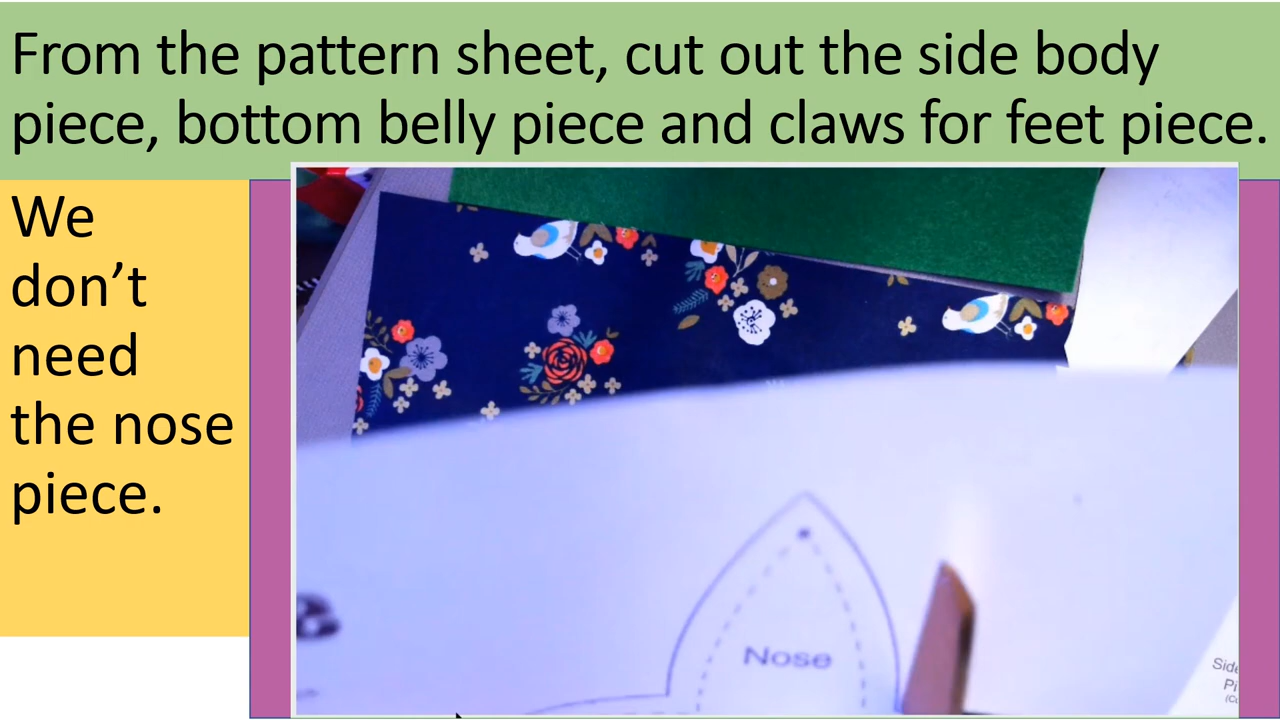 From the pattern sheet, cut out the side body
piece, bottom belly piece and claws for feet piece.
We
don’t
need
the nose
piece.
Nose